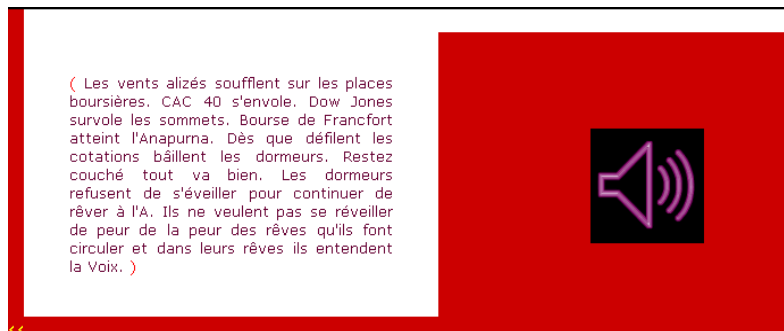 ( Les vents alizés soufflent sur les places
boursières. CAC 40 s'envole. Dow Jones
survole les sommets. Bourse de Francfort
atteint l'Anapurna. Dès que défilent les
cotations bâillent les dormeurs. Restez
couché tout va bien. Les dormeurs
refusent de s'éveiller pour continuer de
rêver à l'A. Ils ne veulent pas se réveiller
de peur de la peur des rêves qu'ils font
circuler et dans leurs rêves ils entendent
la Voix. )